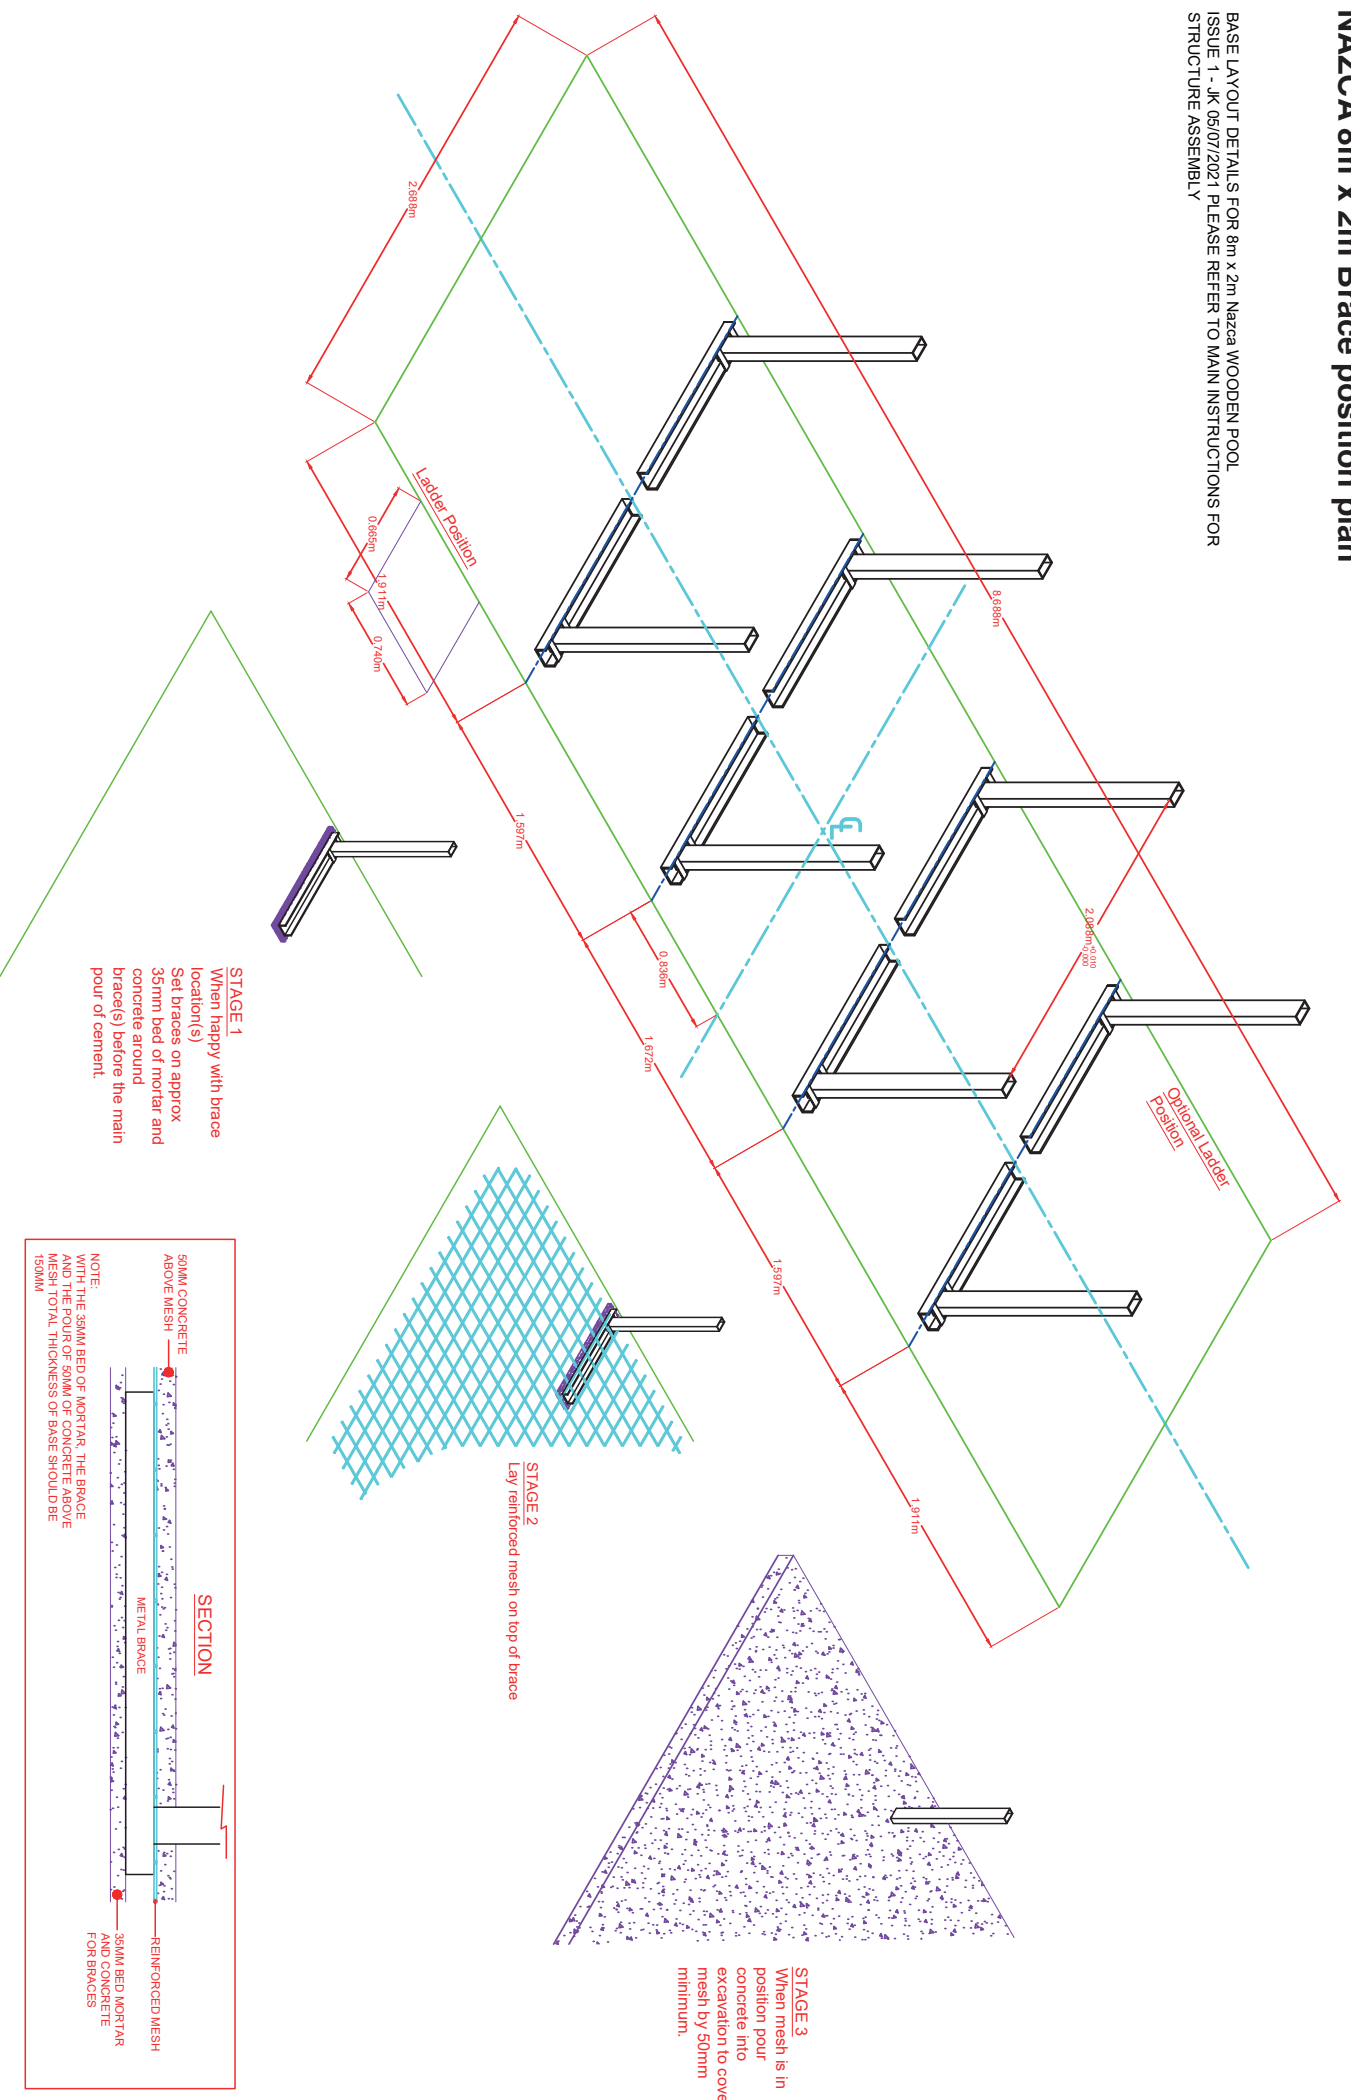 NAZCA 8m x 2m Brace position plan
BASE LAYOUT DETAILS FOR 8m x 2m Nazca WOODEN POOL
ISSUE 1 - JK 05/07/2021 PLEASE REFER TO MAIN INSTRUCTIONS FOR
STRUCTURE ASSEMBLY
8.688m
2.688m
2.088m +0.010
-0.000
Optional Ladder
Position
CL
Ladder Position
0.665m
1.911m
0.740m
1.597m
0.836m
1.672m
1.597m
1.911m
STAGE 1
When happy with brace
location(s)
Set braces on approx
35mm bed of mortar and
concrete around
brace(s) before the main
pour of cement.
STAGE 2
Lay reinforced mesh on top of brace
STAGE 3
When mesh is in
position pour
concrete into
excavation to cove
mesh by 50mm
minimum.
SECTION
50MM CONCRETE
ABOVE MESH
METAL BRACE
REINFORCED MESH
35MM BED MORTAR
AND CONCRETE
FOR BRACES
NOTE:
WITH THE 35MM BED OF MORTAR, THE BRACE
AND THE POUR OF 50MM OF CONCRETE ABOVE
MESH TOTAL THICKNESS OF BASE SHOULD BE
150MM